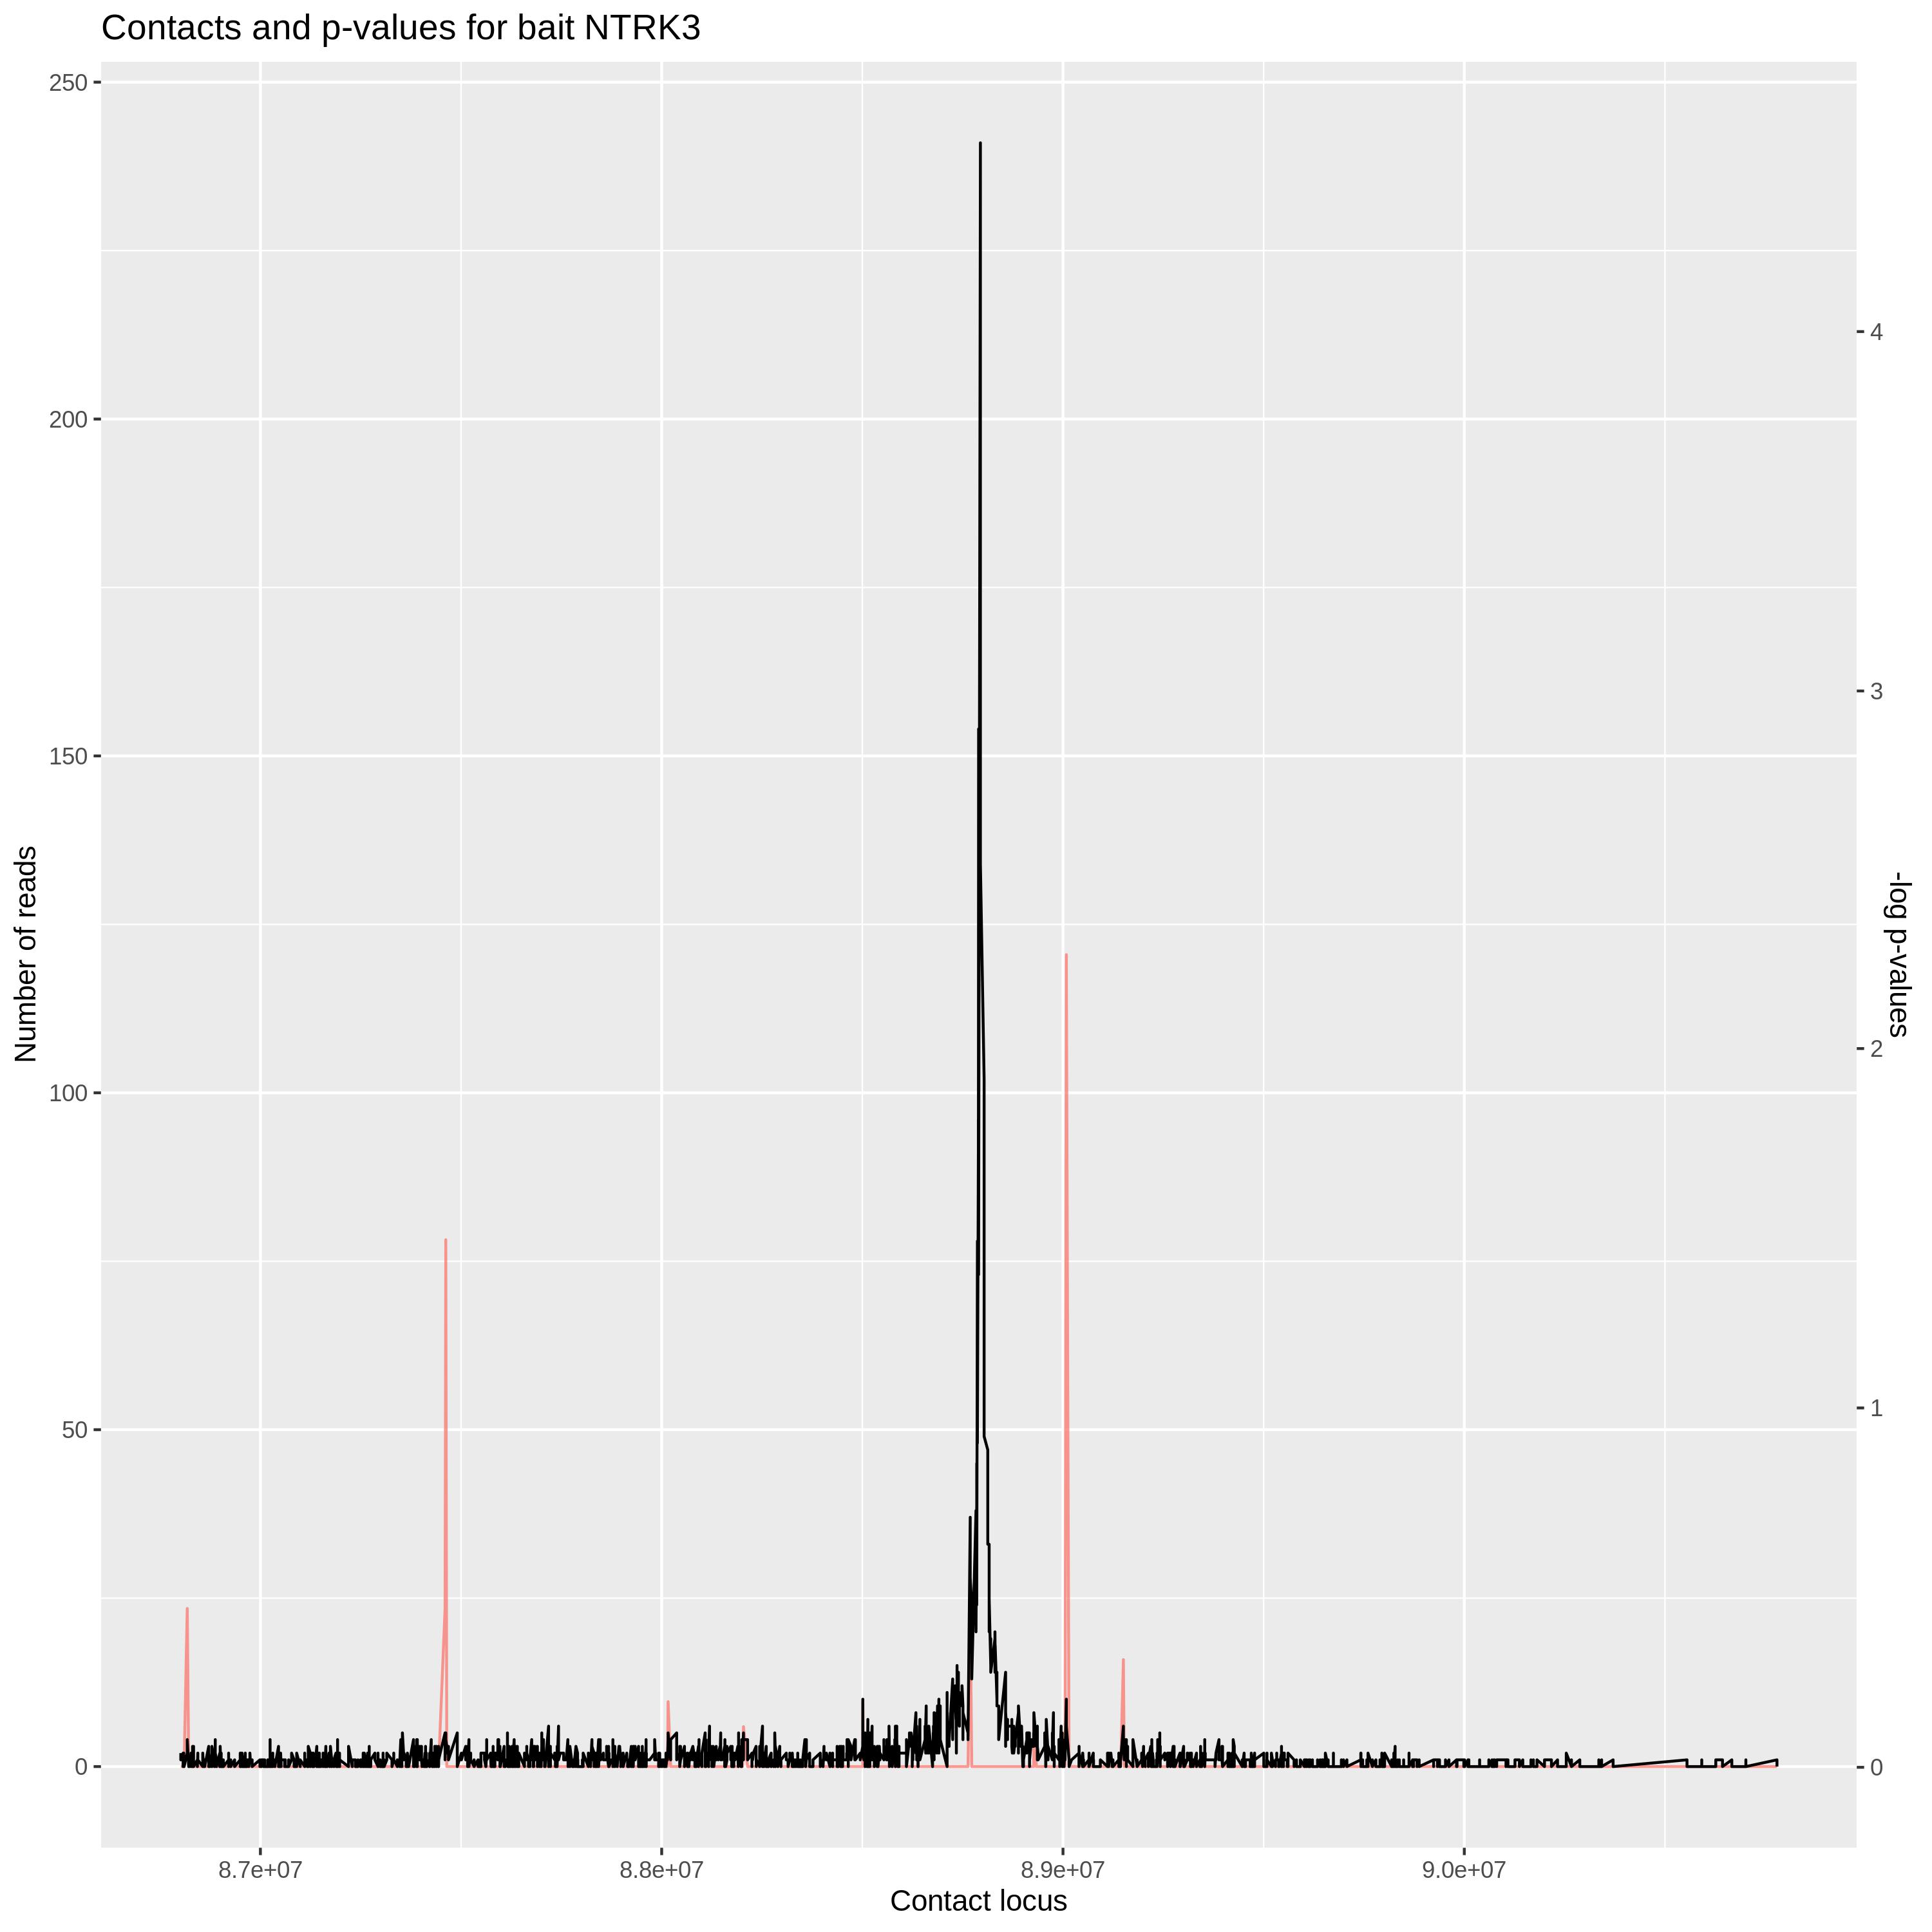 Contacts and p-values for bait NTRK3
250
200
150
100
50
0
Number of reads
4
3
2
1
0
-log p-values
8.7e+07
8.8e+07
8.9e+07
9.0e+07
Contact locus